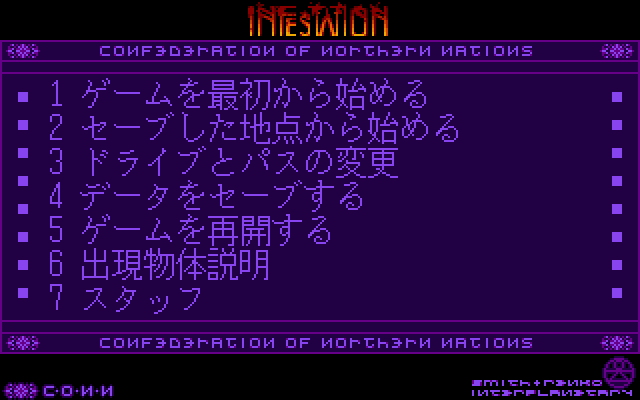 INFESTATION
CONFEDERATION OF NORTHERN NATIONS
1 ゲームを最初から始める
2 セーブした地点から始める
3 ドライブとパスの変更
4 データをセーブする
5 ゲームを再開する
6 出現物体説明
7 スタッフ
CONFEDERATION OF NORTHERN NATIONS
C·O·N·N
SMITH+RENKO
INTERPLANETARY